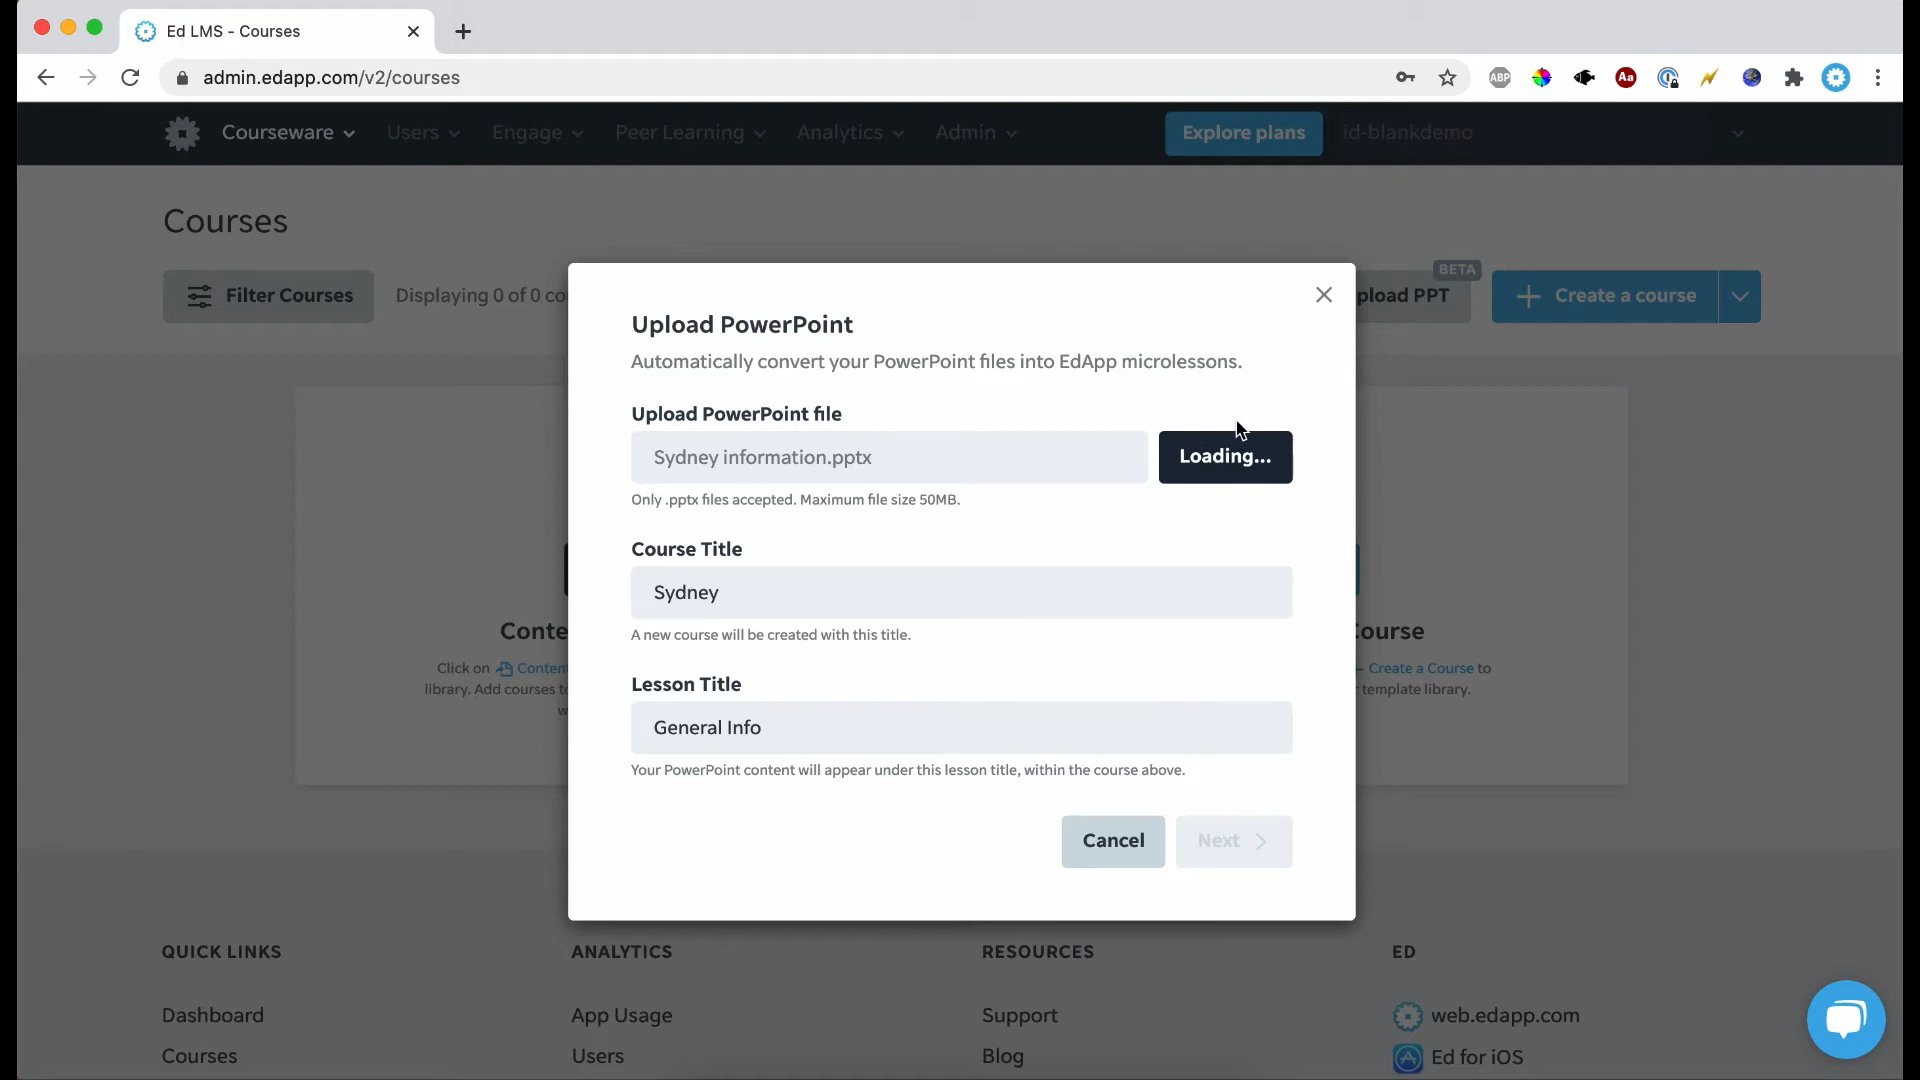 Ed LMS - Courses
admin.edapp.com/v2/courses
ABP
Aa
Courseware
Users
Engage
Peer Learning
Analytics
Admin
Explore plans
id-blankdemo
Courses
Filter Courses
Displaying 0 of 0 co
BETA
pload PPT
Create a course
Upload PowerPoint
Automatically convert your PowerPoint files into EdApp microlessons.
Upload PowerPoint file
Sydney information.pptx
Loading...
Only .pptx files accepted. Maximum file size 50MB.
Course Title
Sydney
A new course will be created with this title.
Lesson Title
General Info
Your PowerPoint content will appear under this lesson title, within the course above.
Cancel
Next
Conte
Click on Conten
library. Add courses to
w
Course
Create a Course to
template library.
QUICK LINKS
ANALYTICS
RESOURCES
ED
Dashboard
App Usage
Support
web.edapp.com
Courses
Users
Blog
Ed for iOS